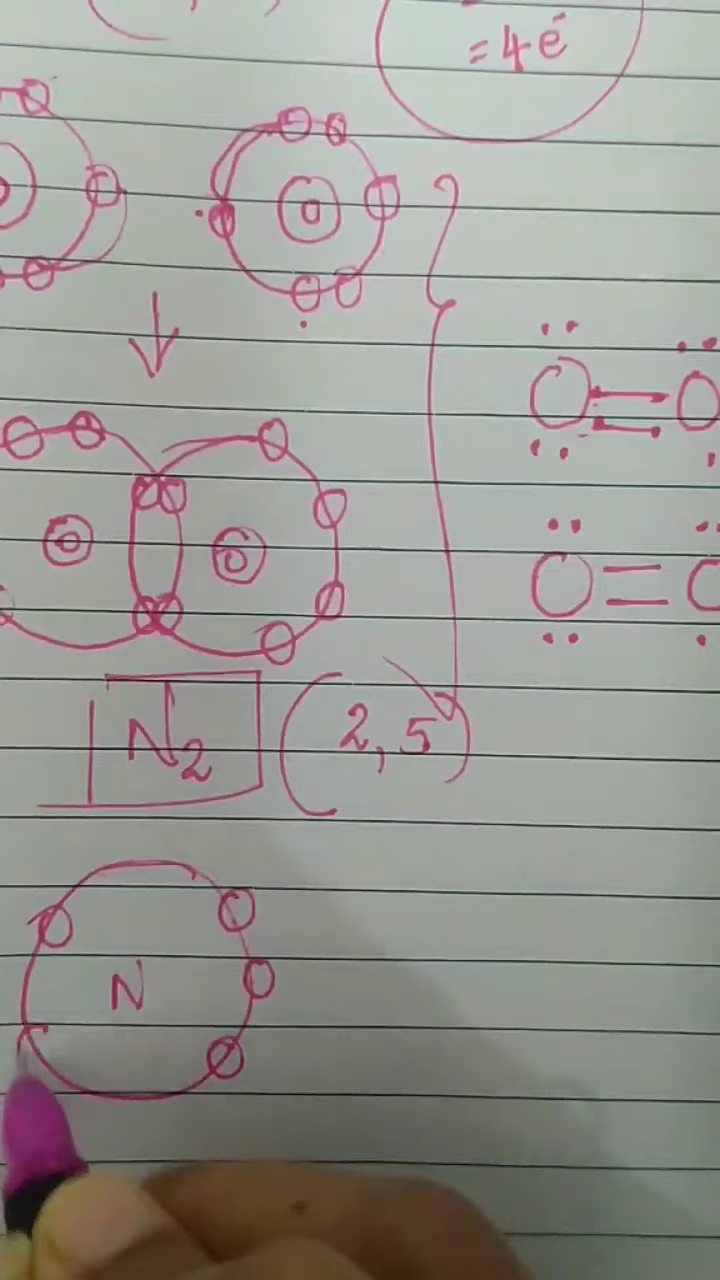 = 4e⁻
O = O
O =
N₂ (2, 5)
N